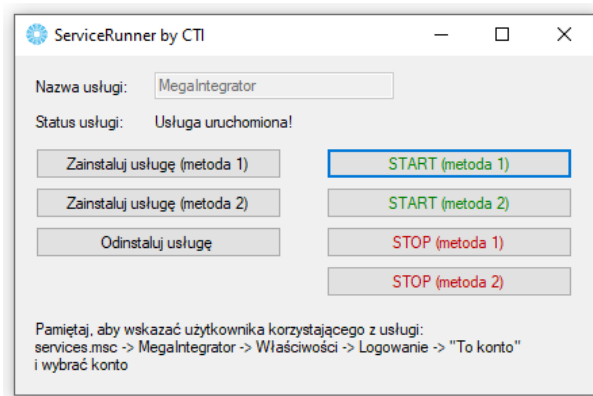 ServiceRunner by CTI
Nazwa usługi: MegaIntegrator
Status usługi: Usługa uruchomiona!
Zainstaluj usługę (metoda 1) START (metoda 1)
Zainstaluj usługę (metoda 2) START (metoda 2)
Odinstaluj usługę STOP (metoda 1)
STOP (metoda 2)
Pamiętaj, aby wskazać użytkownika korzystającego z usługi:
services.msc -> MegaIntegrator -> Właściwości -> Logowanie -> "To konto"
i wybrać konto